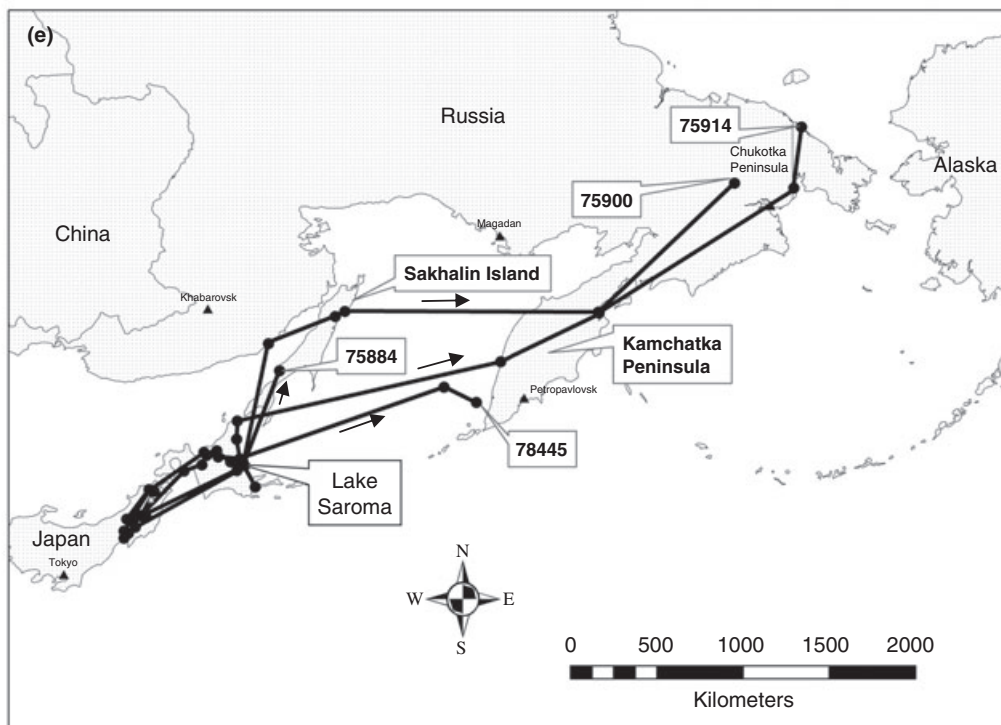 (e)
Russia
75914
Chukotka
Peninsula
Alaska
75900
China
Magadan
Sakhalin Island
Khabarovsk
75884
Kamchatka
Peninsula
Petropavlovsk
78445
Lake
Saroma
Japan
Tokyo
N
W E
S
0 500 1000 1500 2000
Kilometers